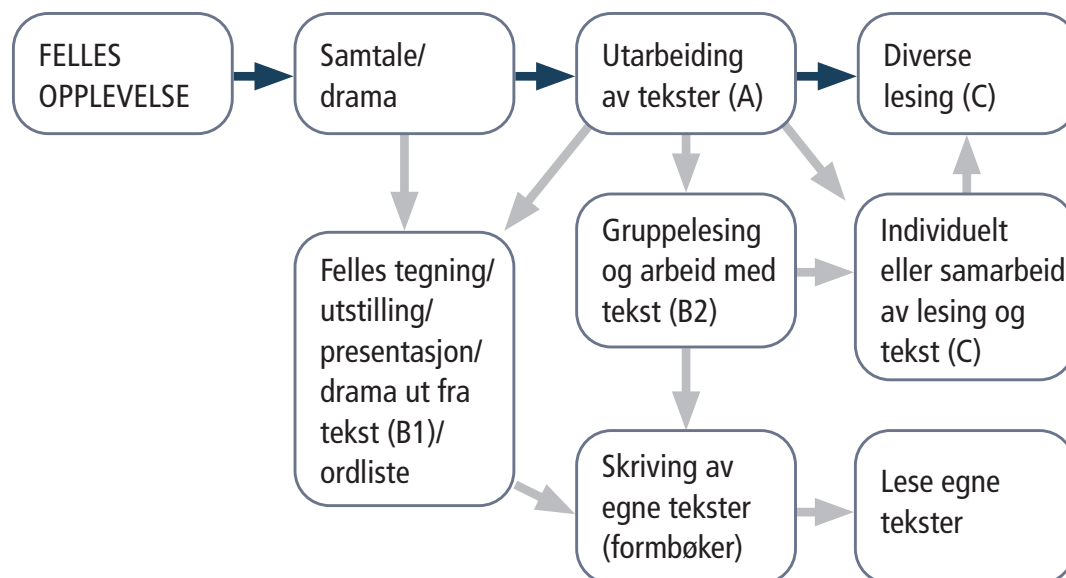 FELLES
OPPLEVELSE
Samtale/
drama
Utarbeiding
av tekster (A)
Diverse
lesing (C)
Felles tegning/
utstilling/
presentasjon/
drama ut fra
tekst (B1)/
ordliste
Gruppelesing
og arbeid med
tekst (B2)
Individuelt
eller samarbeid
av lesing og
tekst (C)
Skriving av
egne tekster
(formbøker)
Lese egne
tekster